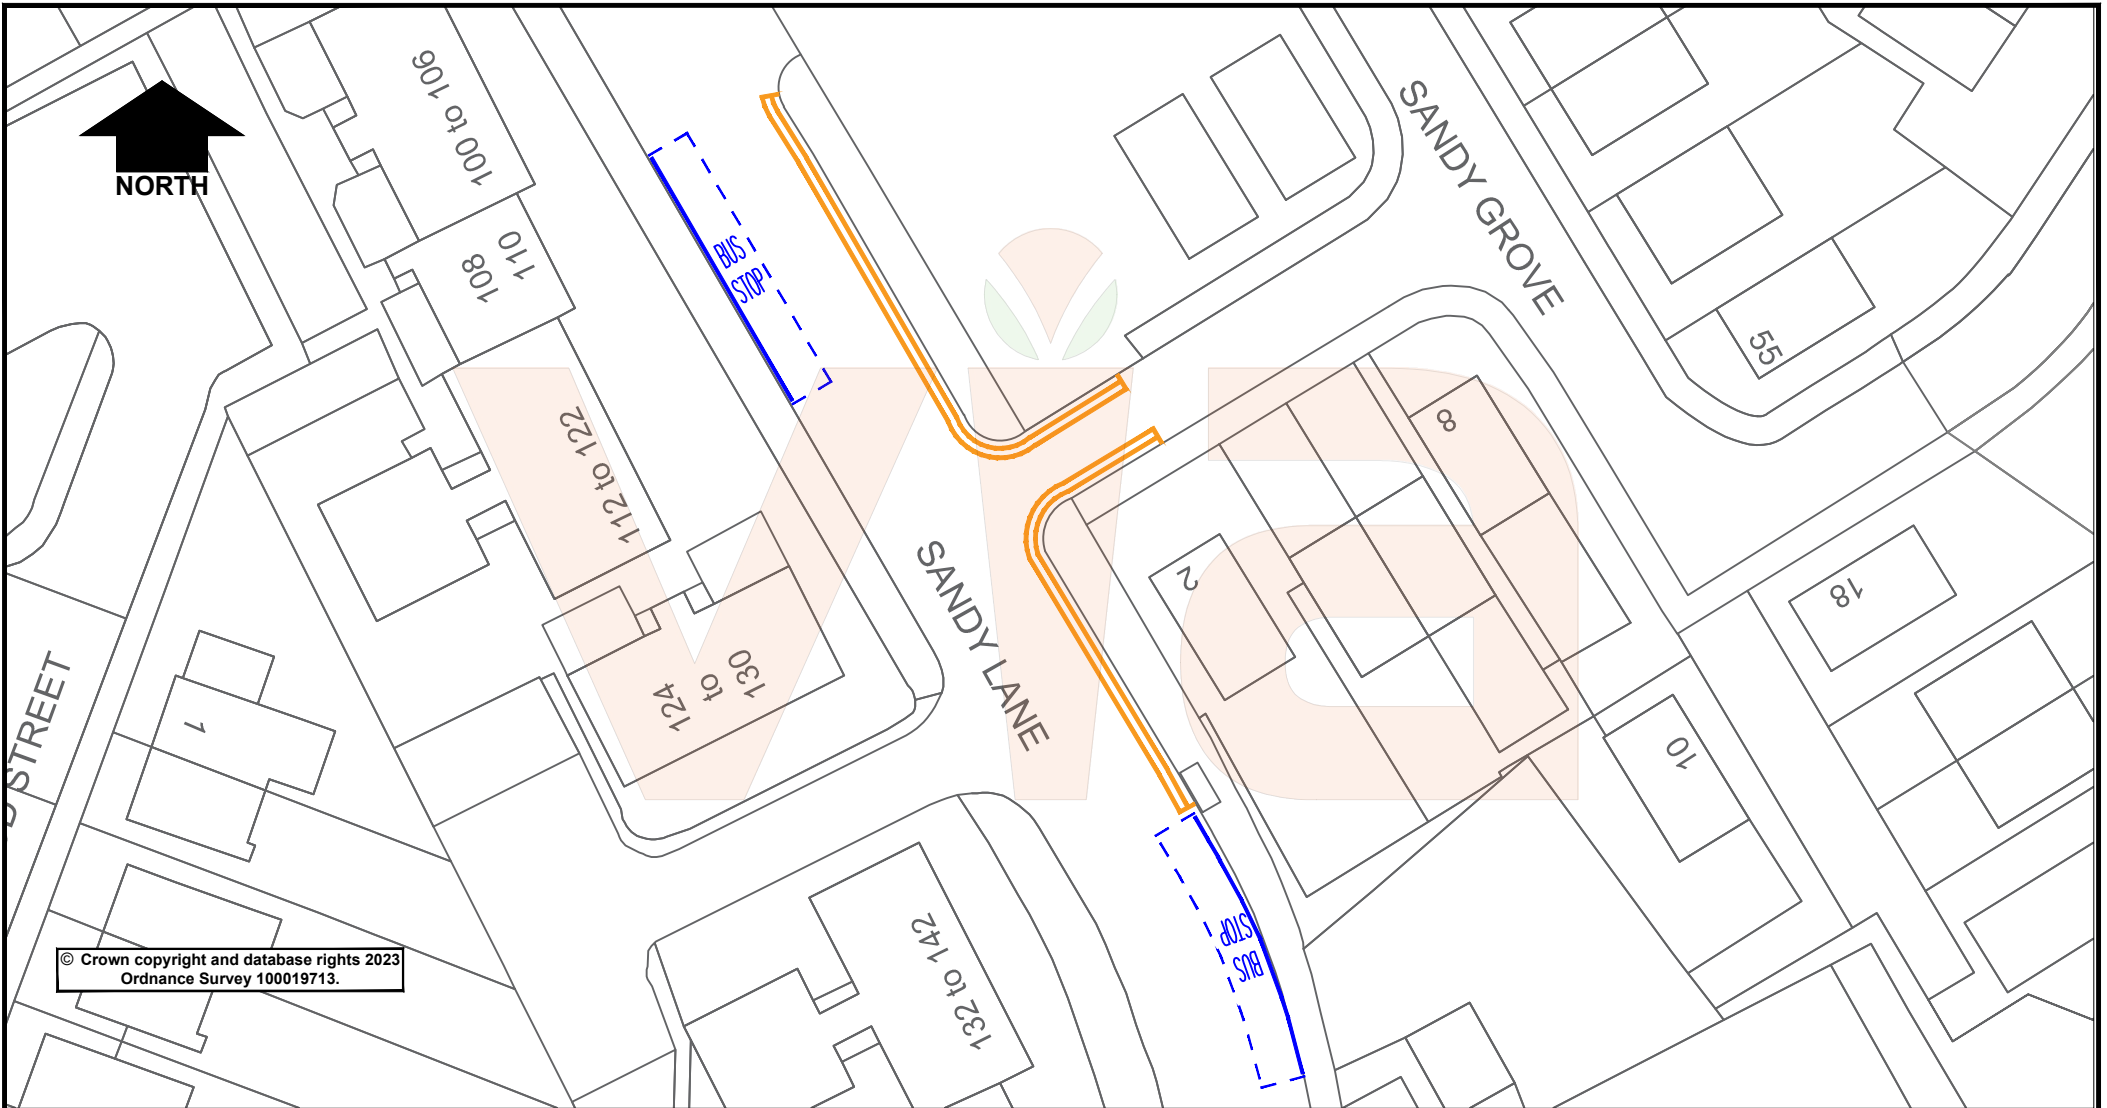 100 to 106
NORTH
SANDY GROVE
110
108
BUS
STOP
55
8
112 to 122
SANDY LANE
2
18
130
to
124
1
STREET
10
via
STOP
BUS
132 to 142
© Crown copyright and database rights 2023
Ordnance Survey 100019713.